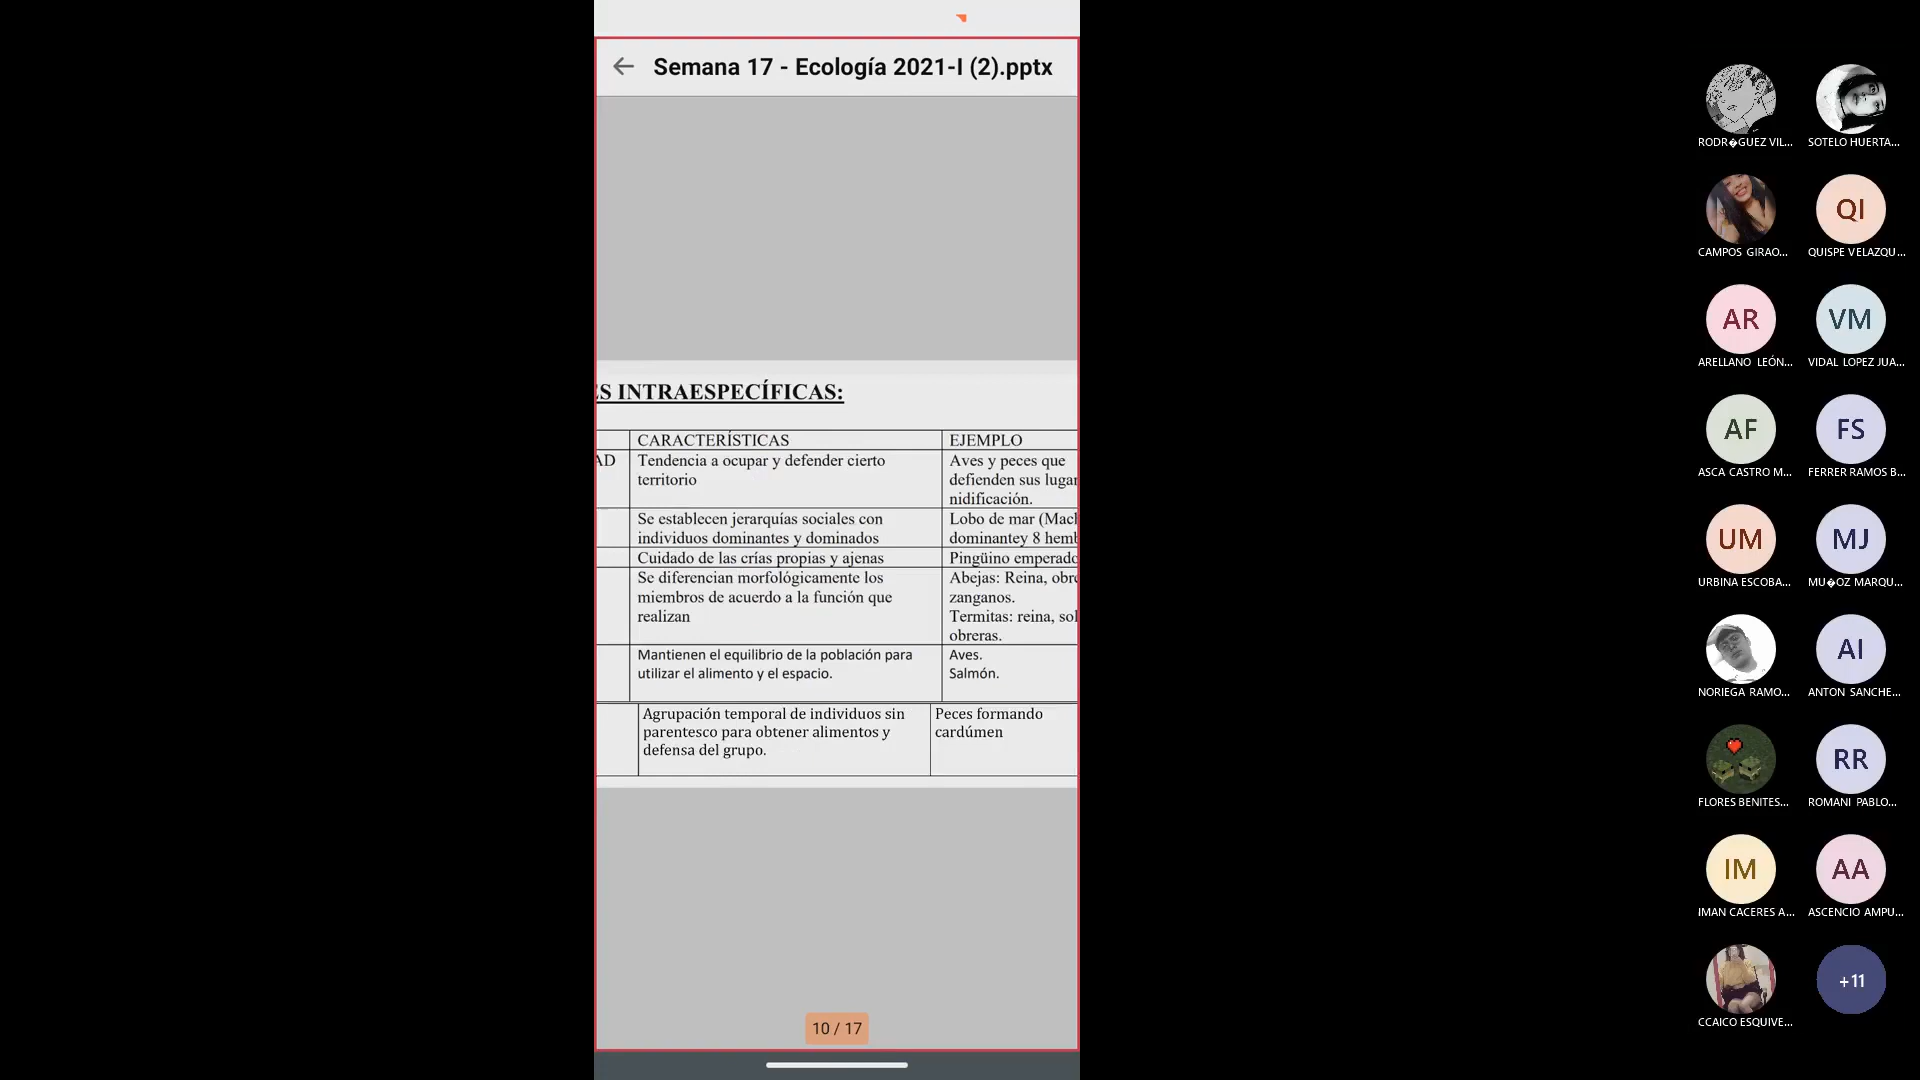 Semana 17 - Ecología 2021-I (2).pptx
ES INTRAESPECÍFICAS:
CARACTERÍSTICAS
EJEMPLO
AD
Tendencia a ocupar y defender cierto
territorio
Aves y peces que
defienden sus lugar
nidificación.
Se establecen jerarquías sociales con
individuos dominantes y dominados
Lobo de mar (Mach
dominantey 8 hemb
Cuidado de las crías propias y ajenas
Pingüino emperado
Se diferencian morfológicamente los
miembros de acuerdo a la función que
realizan
Abejas: Reina, obre
zanganos.
Termitas: reina, sol
obreras.
Mantienen el equilibrio de la población para
utilizar el alimento y el espacio.
Aves.
Salmón.
Agrupación temporal de individuos sin
parentesco para obtener alimentos y
defensa del grupo.
Peces formando
cardúmen
10 / 17
RODR�GUEZ VIL...
SOTELO HUERTA...
CAMPOS GIRAO...
QI
QUISPE VELAZQU...
AR
ARELLANO LEÓN...
VM
VIDAL LOPEZ JUA...
AF
ASCA CASTRO M...
FS
FERRER RAMOS B...
UM
URBINA ESCOBA...
MJ
MU�OZ MARQU...
NORIEGA RAMO...
AI
ANTON SANCHE...
FLORES BENITES...
RR
ROMANI PABLO...
IM
IMAN CACERES A...
AA
ASCENCIO AMPU...
CCAICO ESQUIVE...
+11